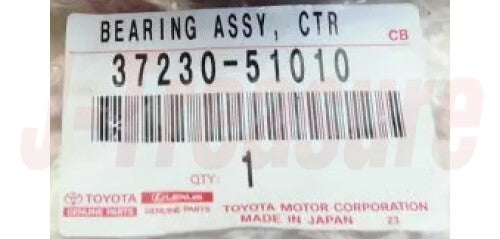 BEARING ASSY, CTR
CB
37230-51010
J-Treasure
QTY: 1
TOYOTA LEXUS
GENUINE PARTS GENUINE PARTS
TOYOTA MOTOR CORPORATION
MADE IN JAPAN 23